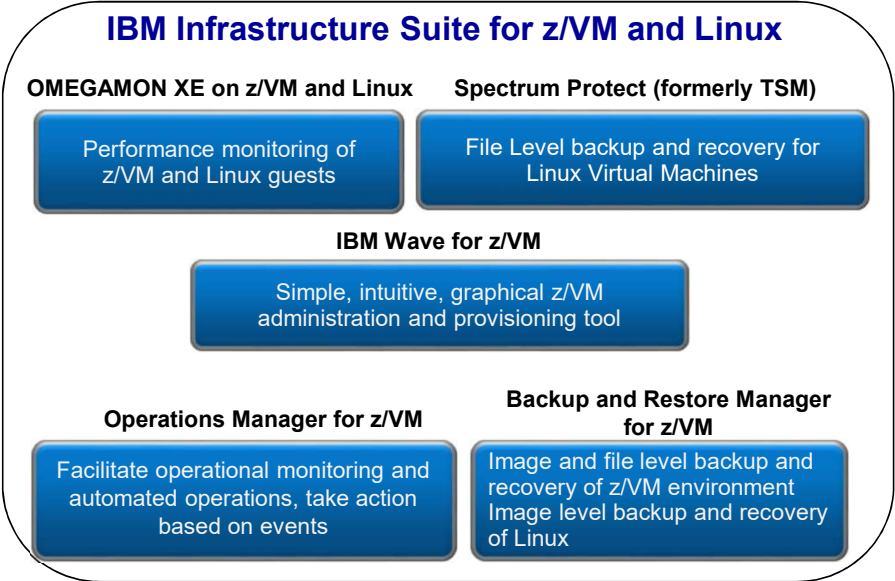 IBM Infrastructure Suite for z/VM and Linux
OMEGAMON XE on z/VM and Linux
Performance monitoring of
z/VM and Linux guests
Spectrum Protect (formerly TSM)
File Level backup and recovery for
Linux Virtual Machines
IBM Wave for z/VM
Simple, intuitive, graphical z/VM
administration and provisioning tool
Operations Manager for z/VM
Facilitate operational monitoring and
automated operations, take action
based on events
Backup and Restore Manager
for z/VM
Image and file level backup and
recovery of z/VM environment
Image level backup and recovery
of Linux